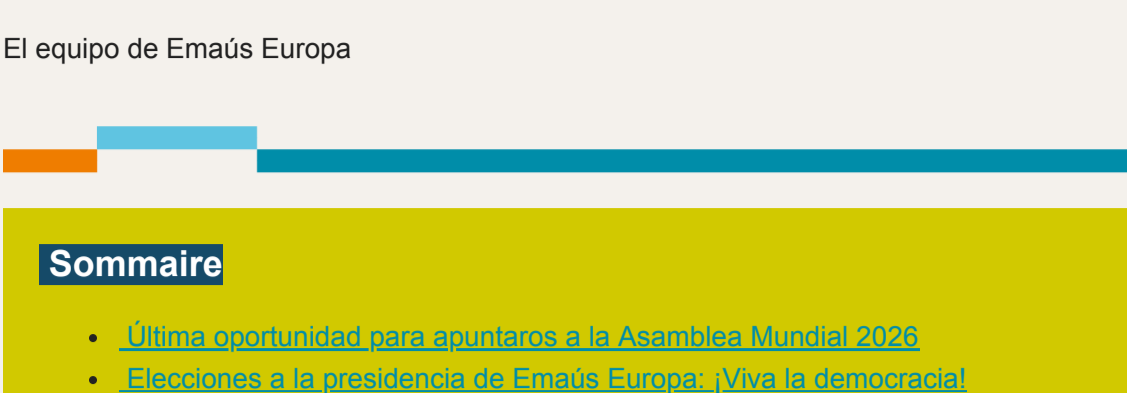 El equipo de Emaús Europa
Sommaire
Última oportunidad para apuntaros a la Asamblea Mundial 2026
Elecciones a la presidencia de Emaús Europa: ¡Viva la democracia!